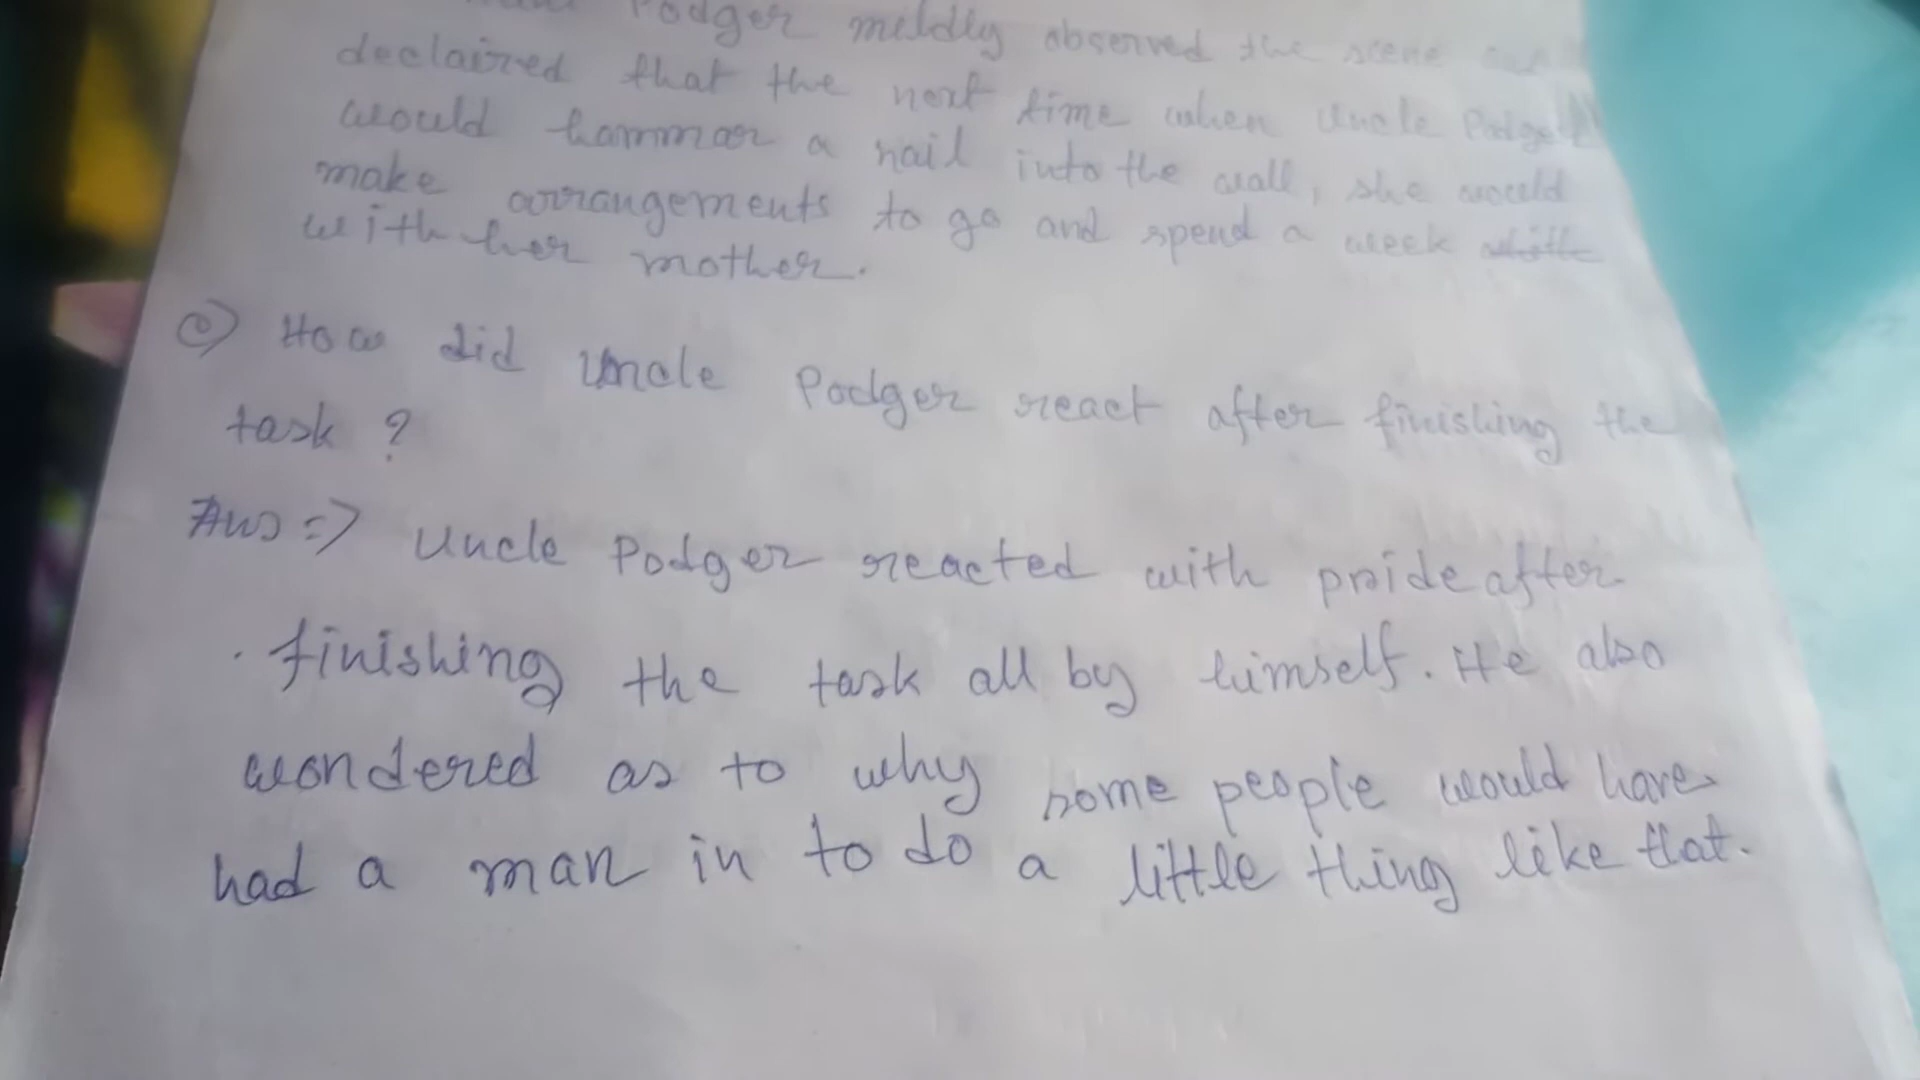 Podger mildly observed the scene
declaired that the next time when Uncle Podger
would hammar a nail into the wall, she would
make arrangements to go and spend a week
with her mother.
c) How did Uncle Podger react after finishing the
task ?
Ans => Uncle Podger reacted with pride after
finishing the task all by himself. He also
wondered as to why some people would have
had a man in to do a little thing like that.